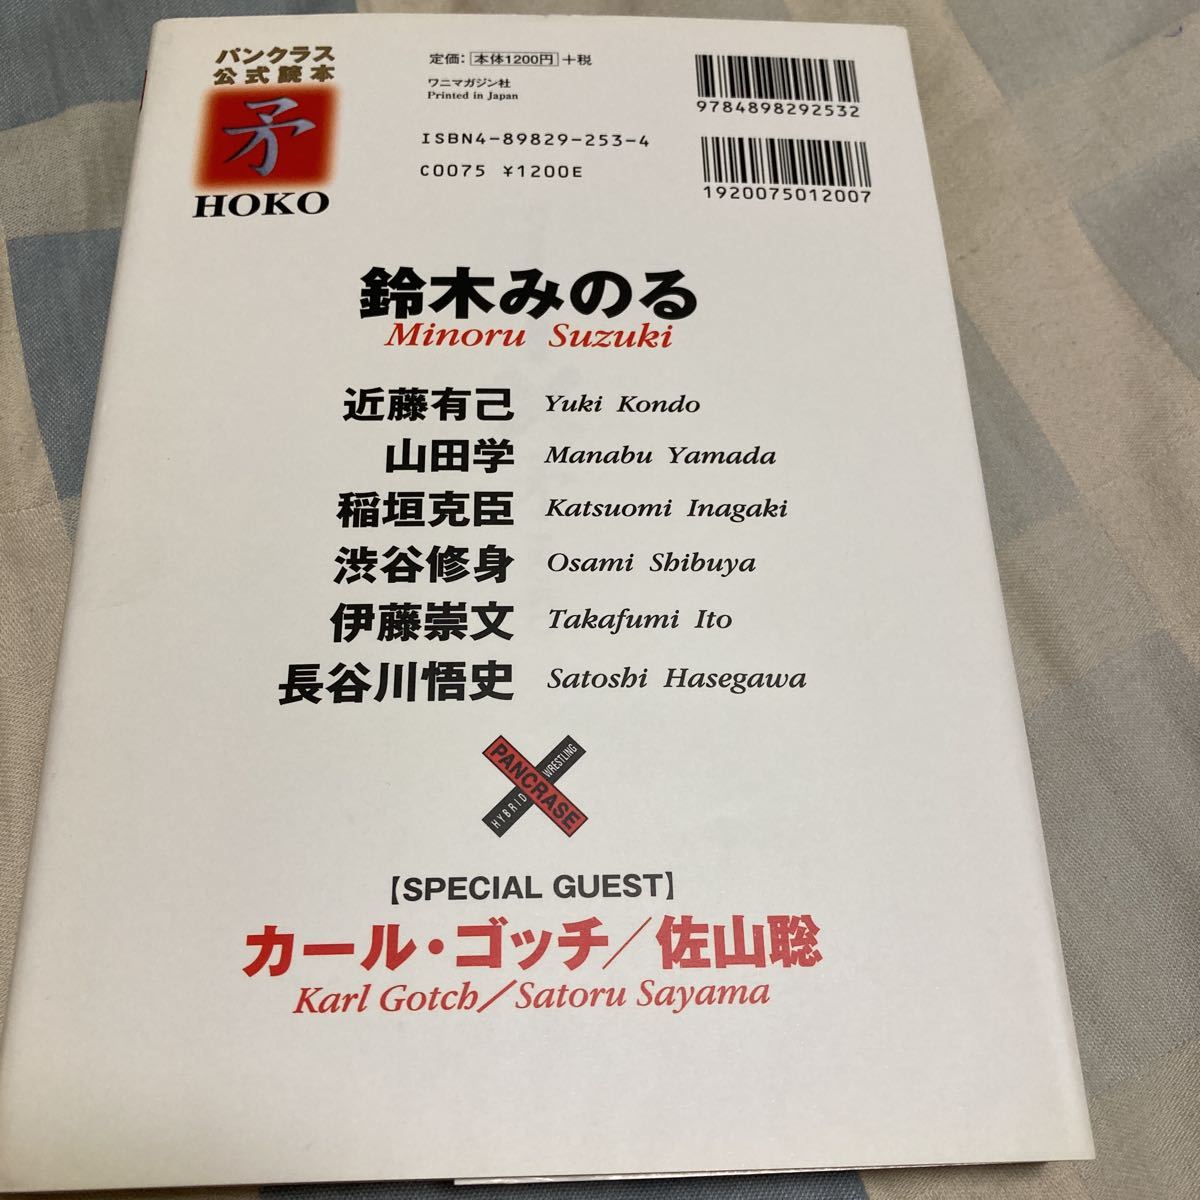 パンクラス
公式読本
矛
HOKO
定価：本体1200円＋税
ワニマガジン社
Printed in Japan
9784898292532
ISBN4-89829-253-4
C0075 ¥1200E
1920075012007
鈴木みのる
Minoru Suzuki
近藤有己 Yuki Kondo
山田学 Manabu Yamada
稲垣克臣 Katsuomi Inagaki
渋谷修身 Osami Shibuya
伊藤崇文 Takafumi Ito
長谷川悟史 Satoshi Hasegawa
PANCRASE
HYBRID WRESTLING
【SPECIAL GUEST】
カール・ゴッチ／佐山聡
Karl Gotch／Satoru Sayama